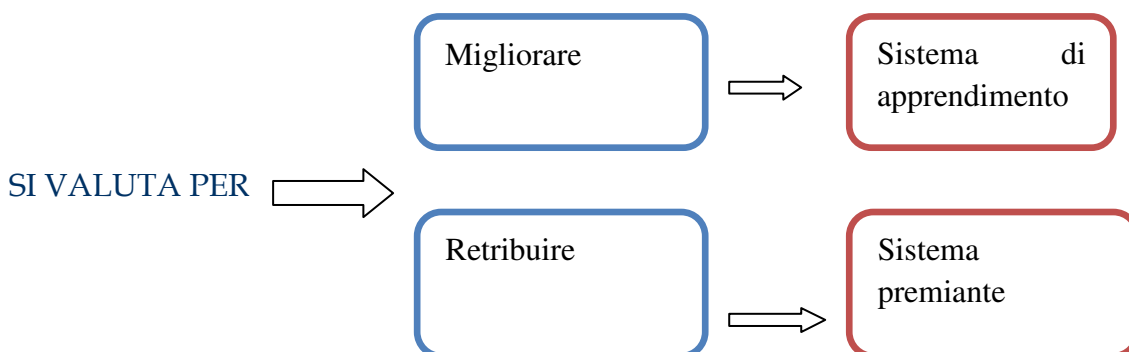 Migliorare
Sistema di
apprendimento
SI VALUTA PER
Retribuire
Sistema
premiante